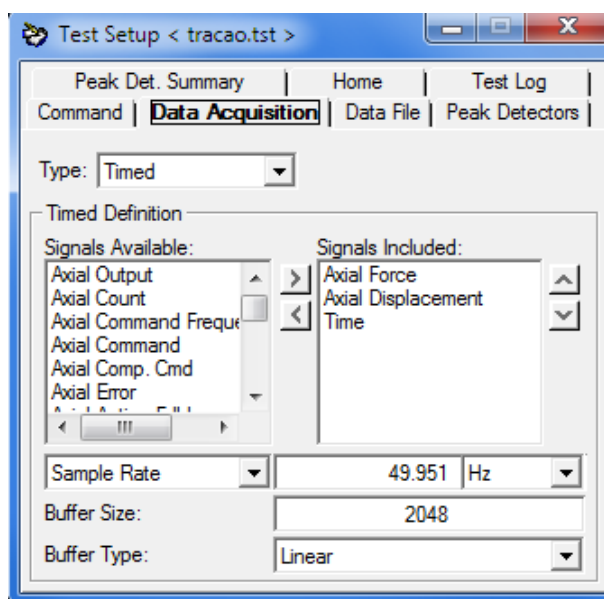 Test Setup < tracao.tst >
Peak Det. Summary | Home | Test Log |
Command | Data Acquisition | Data File | Peak Detectors |
Type: Timed
Timed Definition
Signals Available: Signals Included:
Axial Output
Axial Count
Axial Command Freque
Axial Command
Axial Comp. Cmd
Axial Error
Axial Force
Axial Displacement
Time
Sample Rate 49.951 Hz
Buffer Size: 2048
Buffer Type: Linear